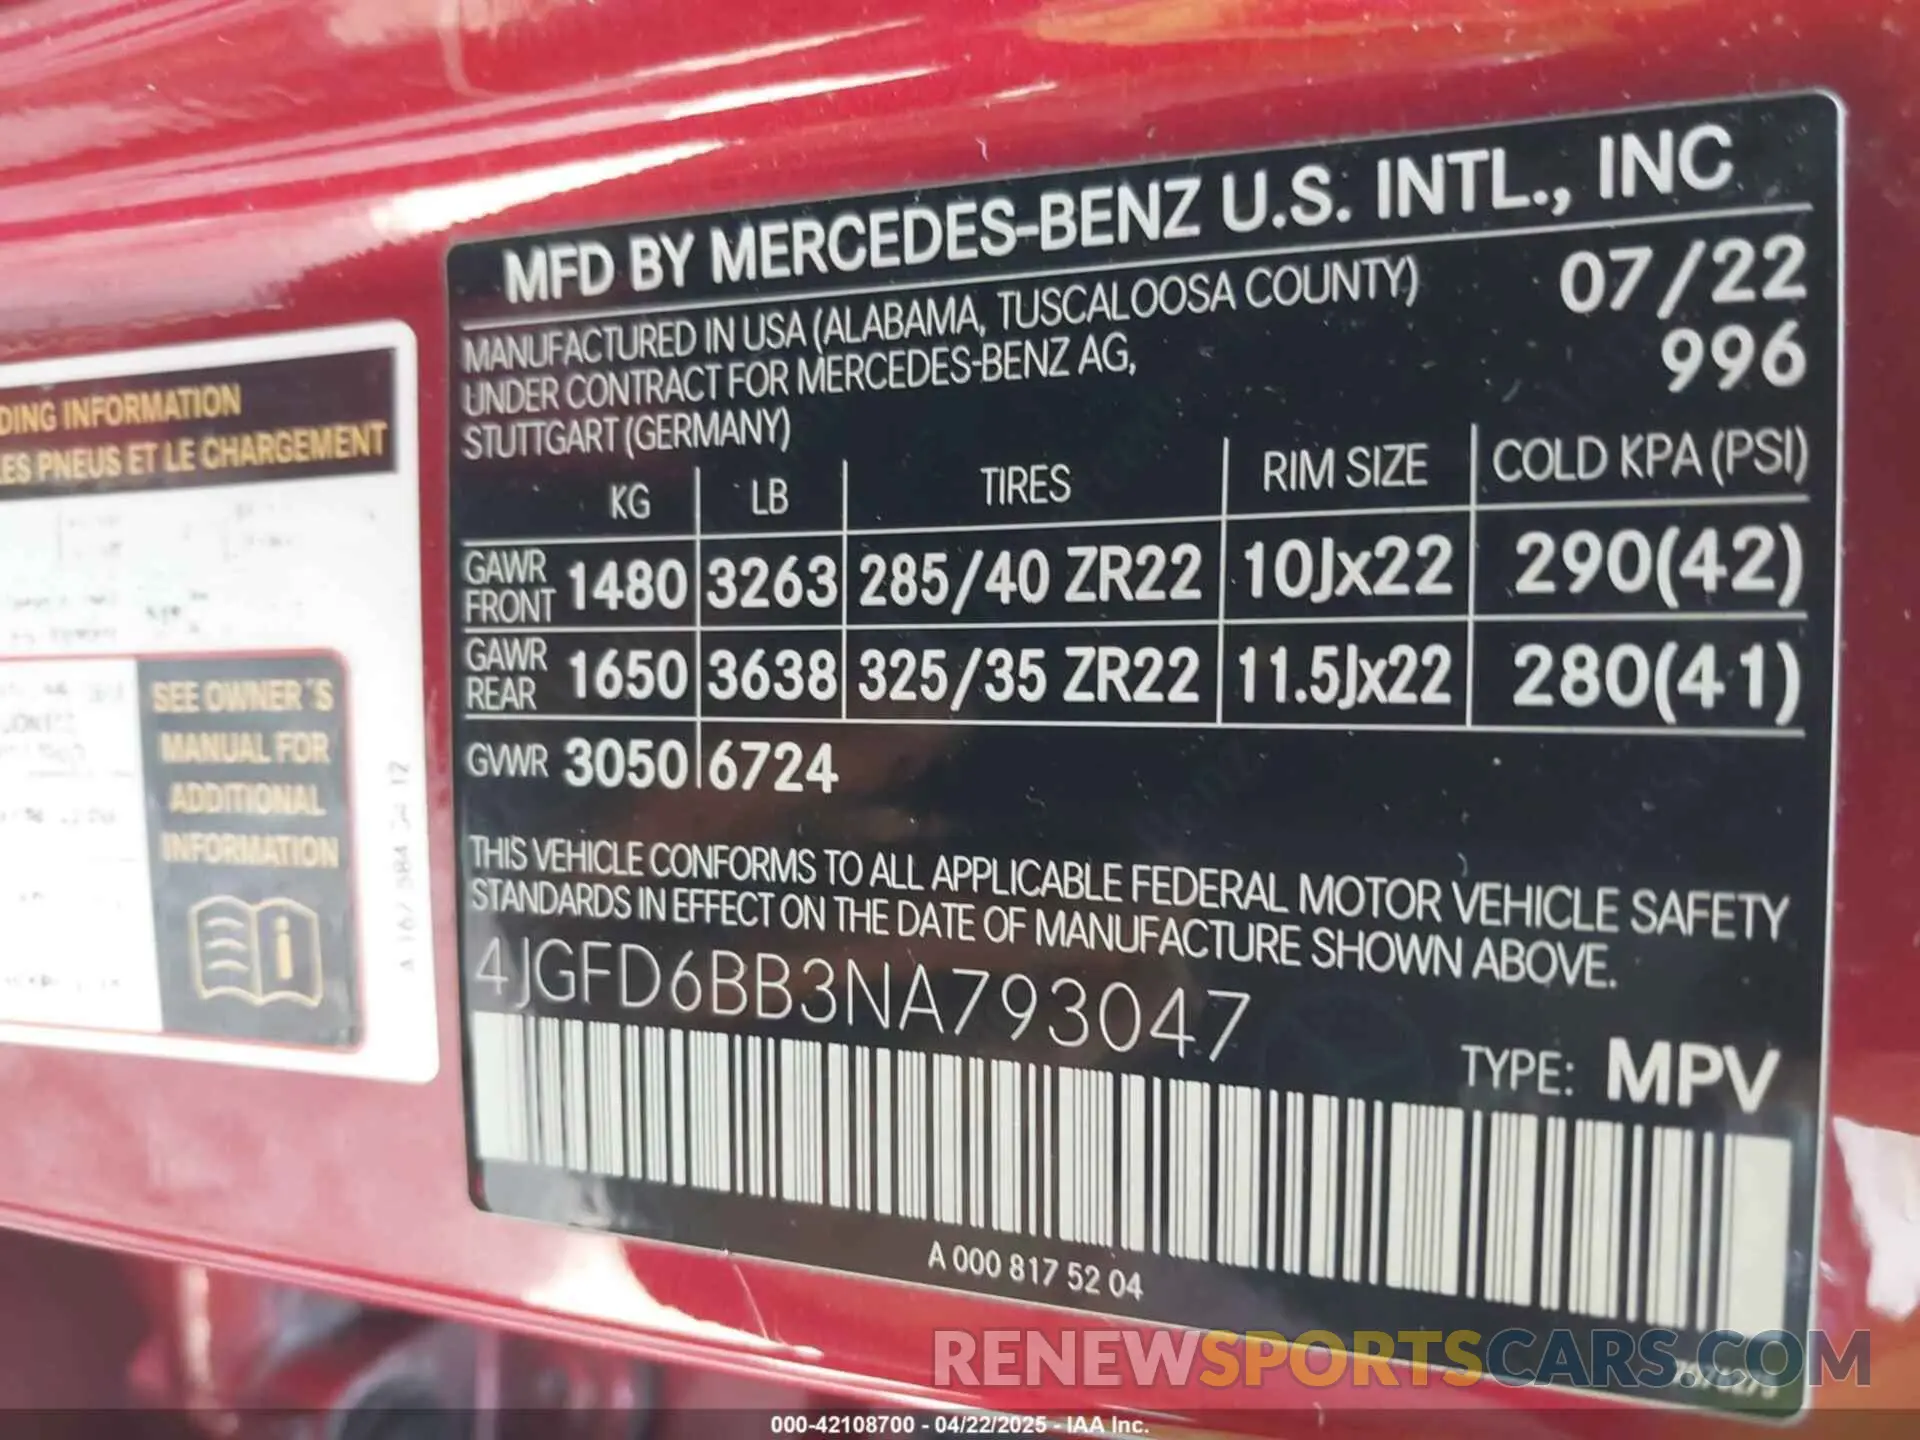 MFD BY MERCEDES-BENZ U.S. INTL., INC
MANUFACTURED IN USA (ALABAMA, TUSCALOOSA COUNTY) 07/22
UNDER CONTRACT FOR MERCEDES-BENZ AG, 996
STUTTGART (GERMANY)
KG LB TIRES RIM SIZE COLD KPA (PSI)
GAWR FRONT 1480 3263 285/40 ZR22 10Jx22 290(42)
GAWR REAR 1650 3638 325/35 ZR22 11.5Jx22 280(41)
GVWR 3050 6724
THIS VEHICLE CONFORMS TO ALL APPLICABLE FEDERAL MOTOR VEHICLE SAFETY
STANDARDS IN EFFECT ON THE DATE OF MANUFACTURE SHOWN ABOVE.
4JGFD6BB3NA793047
TYPE: MPV
A 000 817 52 04
DING INFORMATION
LES PNEUS ET LE CHARGEMENT
SEE OWNER´S
MANUAL FOR
ADDITIONAL
INFORMATION
A 167 584 54 12
RENEWSPORTSCARS.COM
000-42108700 - 04/22/2025 - IAA Inc.